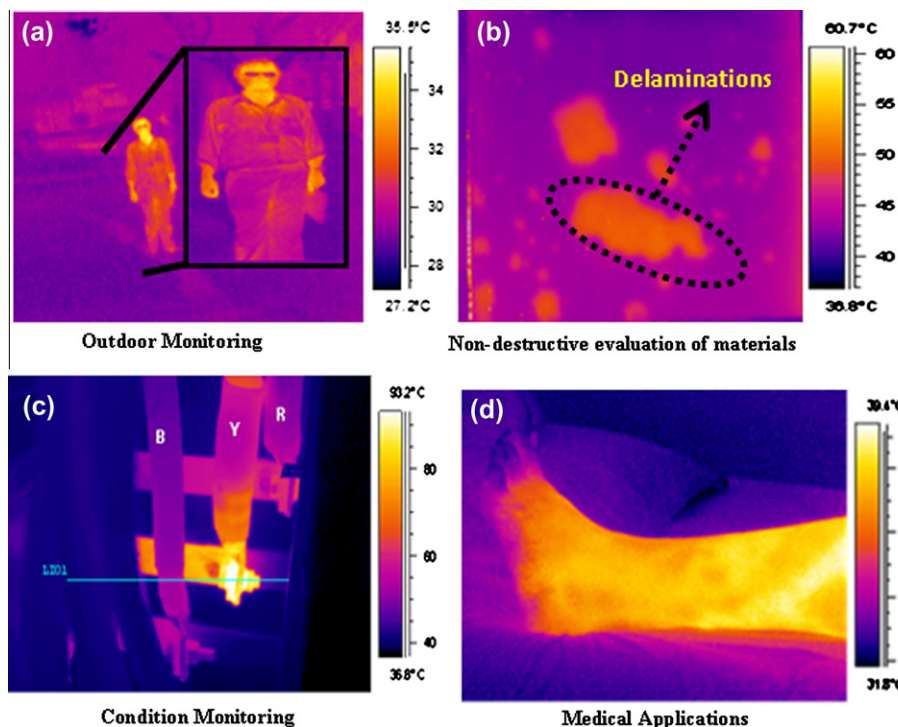 (a)
35.5°C
34
32
30
28
27.2°C
Outdoor Monitoring
(b)
Delaminations
60.7°C
60
55
50
45
40
36.8°C
Non-destructive evaluation of materials
(c)
B
Y
R
LI01
93.2°C
80
60
40
36.8°C
Condition Monitoring
(d)
39.4°C
31.8°C
Medical Applications